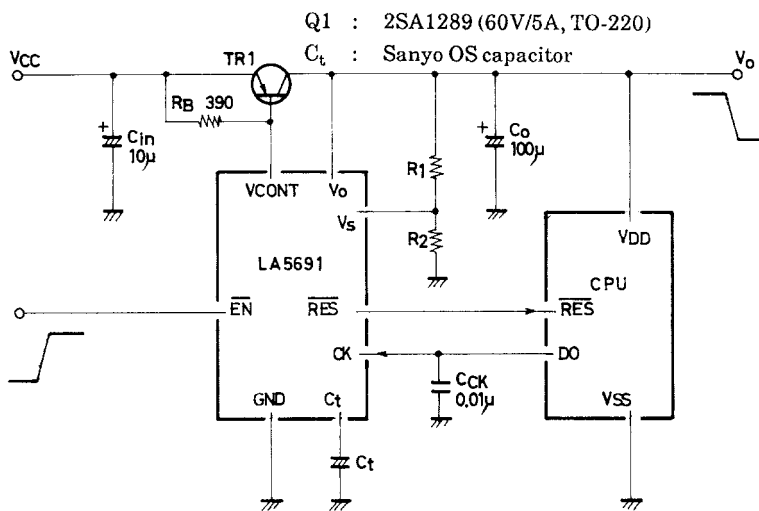 Q1 : 2SA1289 (60V/5A, TO-220)
Ct : Sanyo OS capacitor
VCC
TR1
Vo
RB 390
Cin
10μ
+
R1
+
Co
100μ
VCONT
Vo
Vs
R2
VDD
LA5691
CPU
EN
RES
RES
CK
DO
CCK
0.01μ
GND
Ct
VSS
Ct